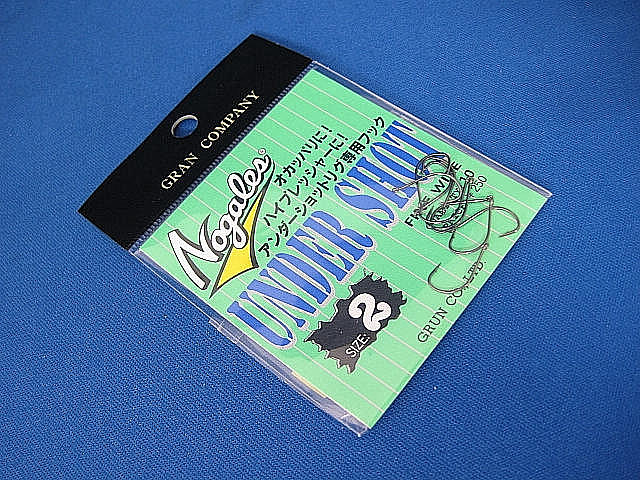 GRAN COMPANY
Nogales
オカッパリに!
ハイプレッシャーに!
アンダーショットリグ専用フック
UNDER SHOT
SIZE: 2
GRUN CO.,LTD.